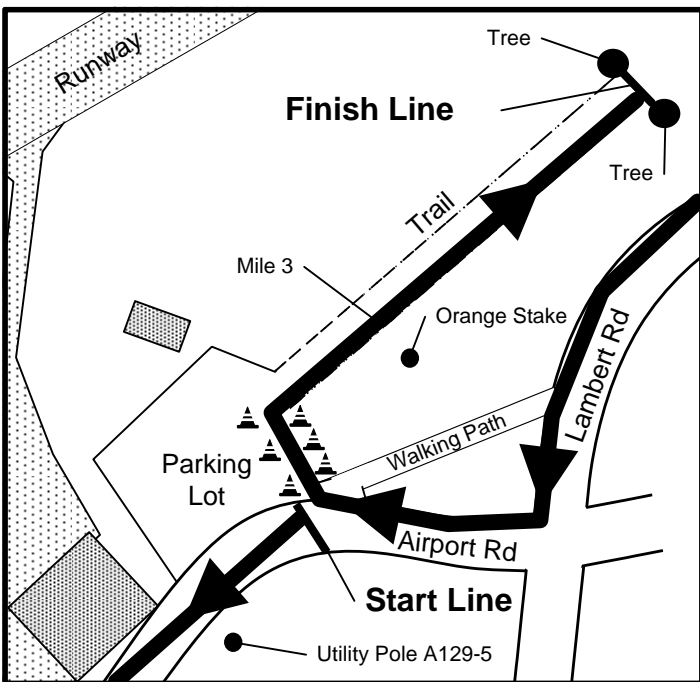 Runway
Tree
Finish Line
Tree
Trail
Mile 3
Orange Stake
Lambert Rd
Walking Path
Parking
Lot
Airport Rd
Start Line
Utility Pole A129-5